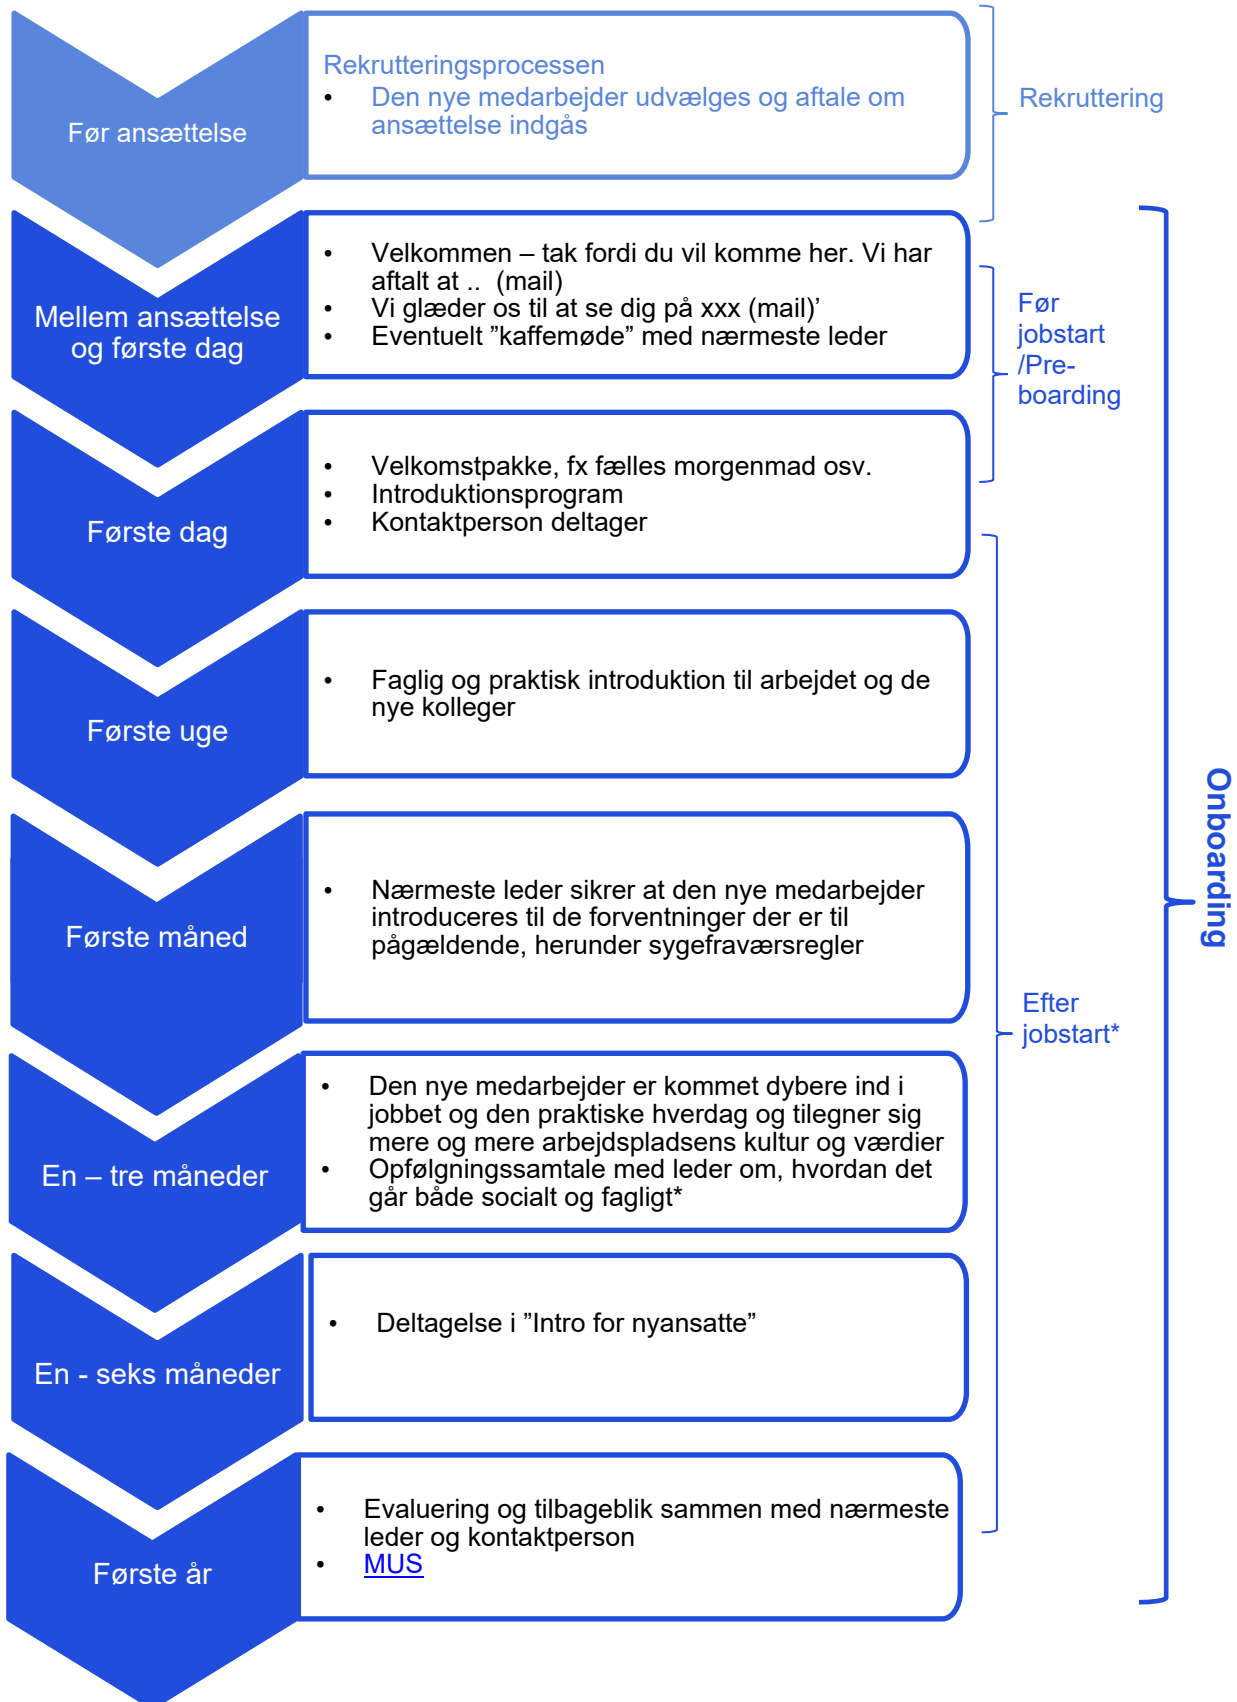 Før ansættelse
Rekrutteringsprocessen
• Den nye medarbejder udvælges og aftale om
ansættelse indgås
Rekruttering
Mellem ansættelse
og første dag
• Velkommen – tak fordi du vil komme her. Vi har
aftalt at .. (mail)
• Vi glæder os til at se dig på xxx (mail)’
• Eventuelt ”kaffemøde” med nærmeste leder
Før
jobstart
/Pre-
boarding
Første dag
• Velkomstpakke, fx fælles morgenmad osv.
• Introduktionsprogram
• Kontaktperson deltager
Første uge
• Faglig og praktisk introduktion til arbejdet og de
nye kolleger
Onboarding
Første måned
• Nærmeste leder sikrer at den nye medarbejder
introduceres til de forventninger der er til
pågældende, herunder sygefraværsregler
Efter
jobstart*
En – tre måneder
• Den nye medarbejder er kommet dybere ind i
jobbet og den praktiske hverdag og tilegner sig
mere og mere arbejdspladsens kultur og værdier
• Opfølgningssamtale med leder om, hvordan det
går både socialt og fagligt*
En - seks måneder
• Deltagelse i ”Intro for nyansatte”
Første år
• Evaluering og tilbageblik sammen med nærmeste
leder og kontaktperson
• MUS